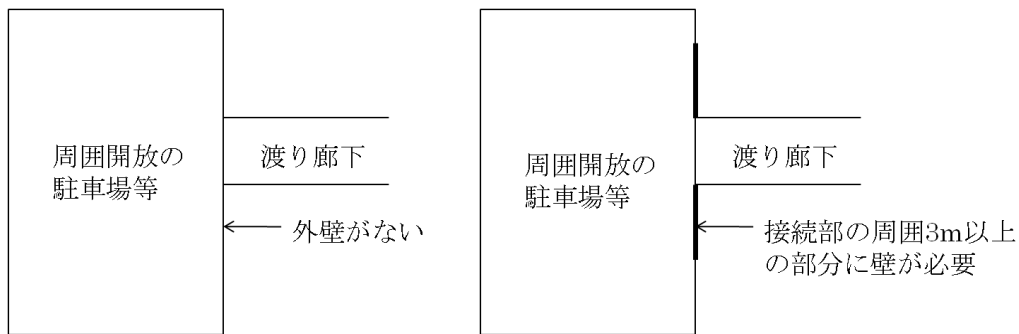 周囲開放の
駐車場等
渡り廊下
外壁がない
周囲開放の
駐車場等
渡り廊下
接続部の周囲3m以上
の部分に壁が必要